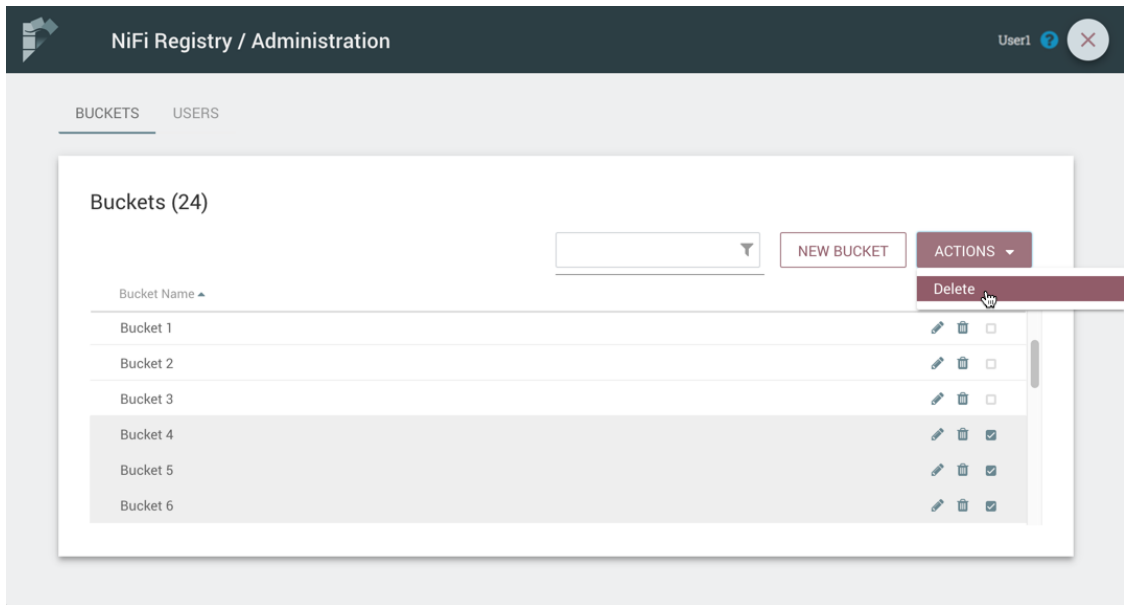 NiFi Registry / Administration
User1
BUCKETS USERS
Buckets (24)
NEW BUCKET ACTIONS
Delete
Bucket Name
Bucket 1
Bucket 2
Bucket 3
Bucket 4
Bucket 5
Bucket 6